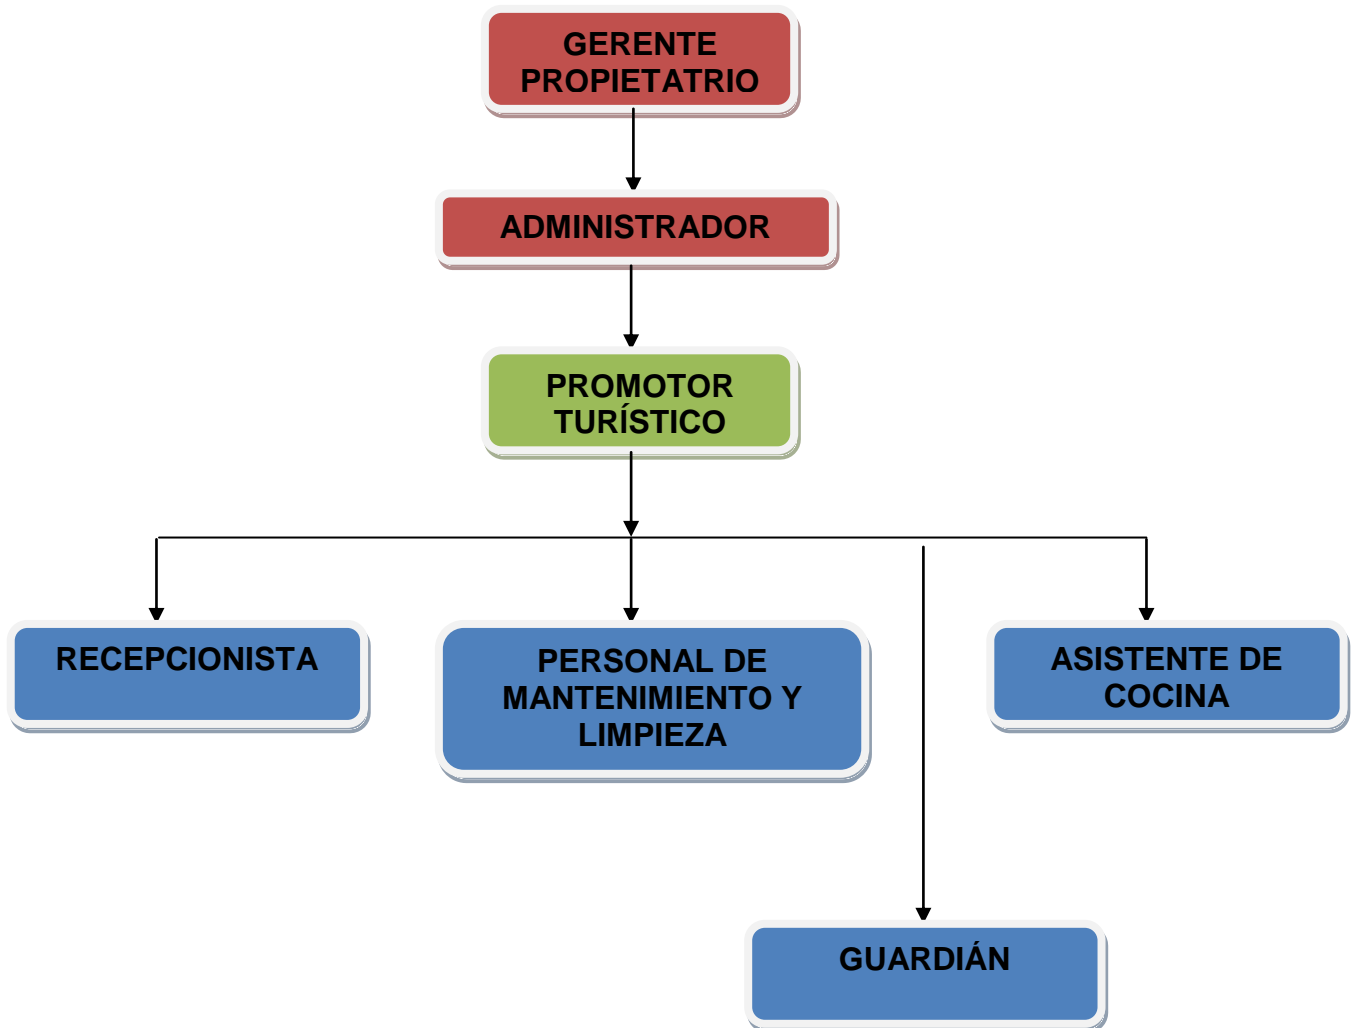 GERENTE
PROPIETATRIO
ADMINISTRADOR
PROMOTOR
TURÍSTICO
RECEPCIONISTA
PERSONAL DE
MANTENIMIENTO Y
LIMPIEZA
ASISTENTE DE
COCINA
GUARDIÁN